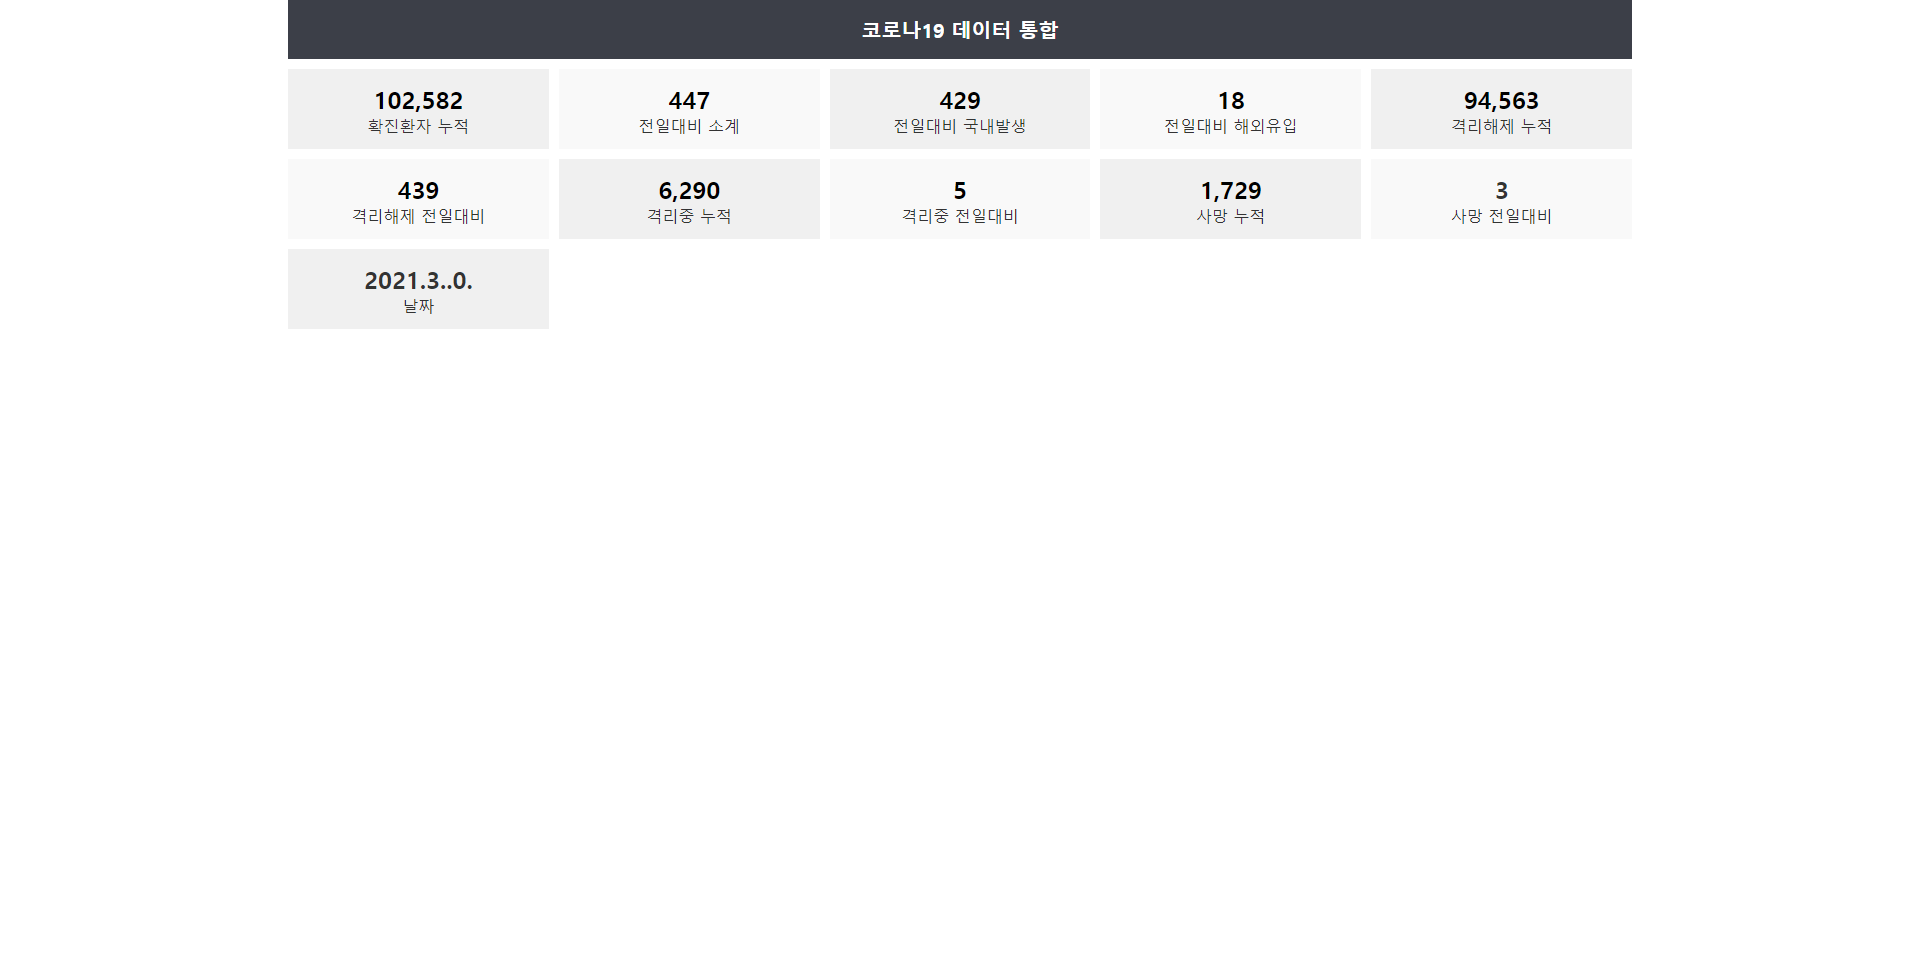 코로나19 데이터 통합
102,582
확진환자 누적
447
전일대비 소계
429
전일대비 국내발생
18
전일대비 해외유입
94,563
격리해제 누적
439
격리해제 전일대비
6,290
격리중 누적
5
격리중 전일대비
1,729
사망 누적
3
사망 전일대비
2021.3..0.
날짜